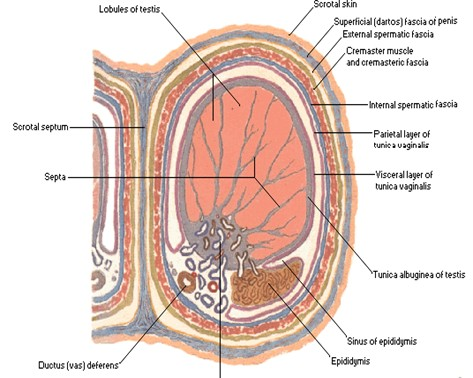 Lobules of testis
Scrotal skin
Superficial (dartos) fascia of penis
External spermatic fascia
Cremaster muscle
and cremasteric fascia
Internal spermatic fascia
Scrotal septum
Parietal layer of
tunica vaginalis
Septa
Visceral layer of
tunica vaginalis
Tunica albuginea of testis
Sinus of epididymis
Epididymis
Ductus (vas) deferens